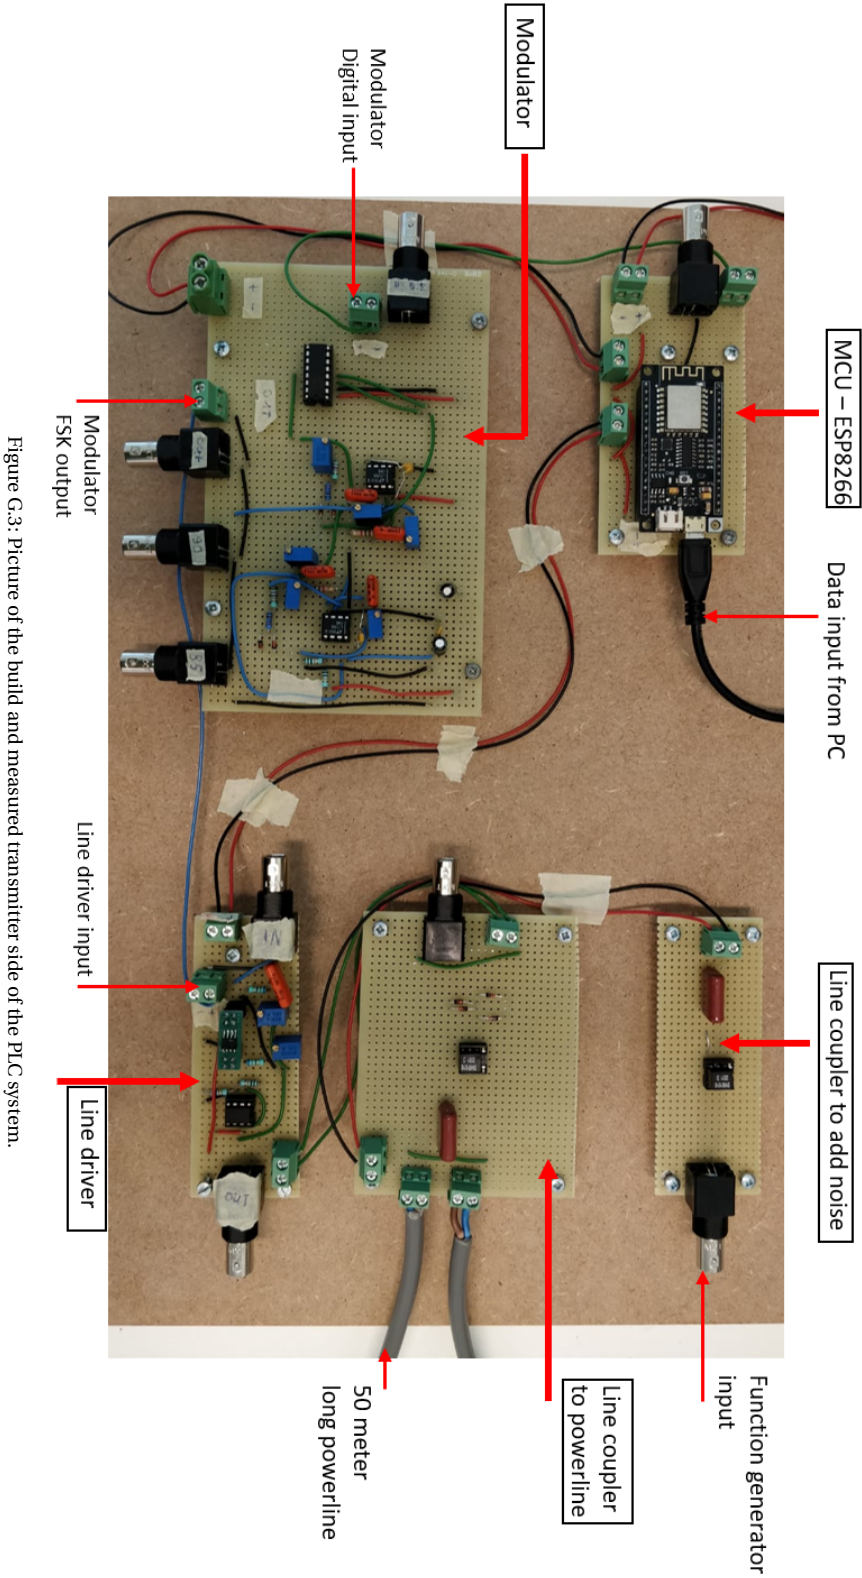 MCU – ESP8266
Data input from PC
Line coupler to add noise
Function generator
input
Modulator
Modulator
Digital input
Line coupler
to powerline
50 meter
long powerline
Modulator
FSK output
Line driver input
Line driver
Figure G.3: Picture of the build and measured transmitter side of the PLC system.